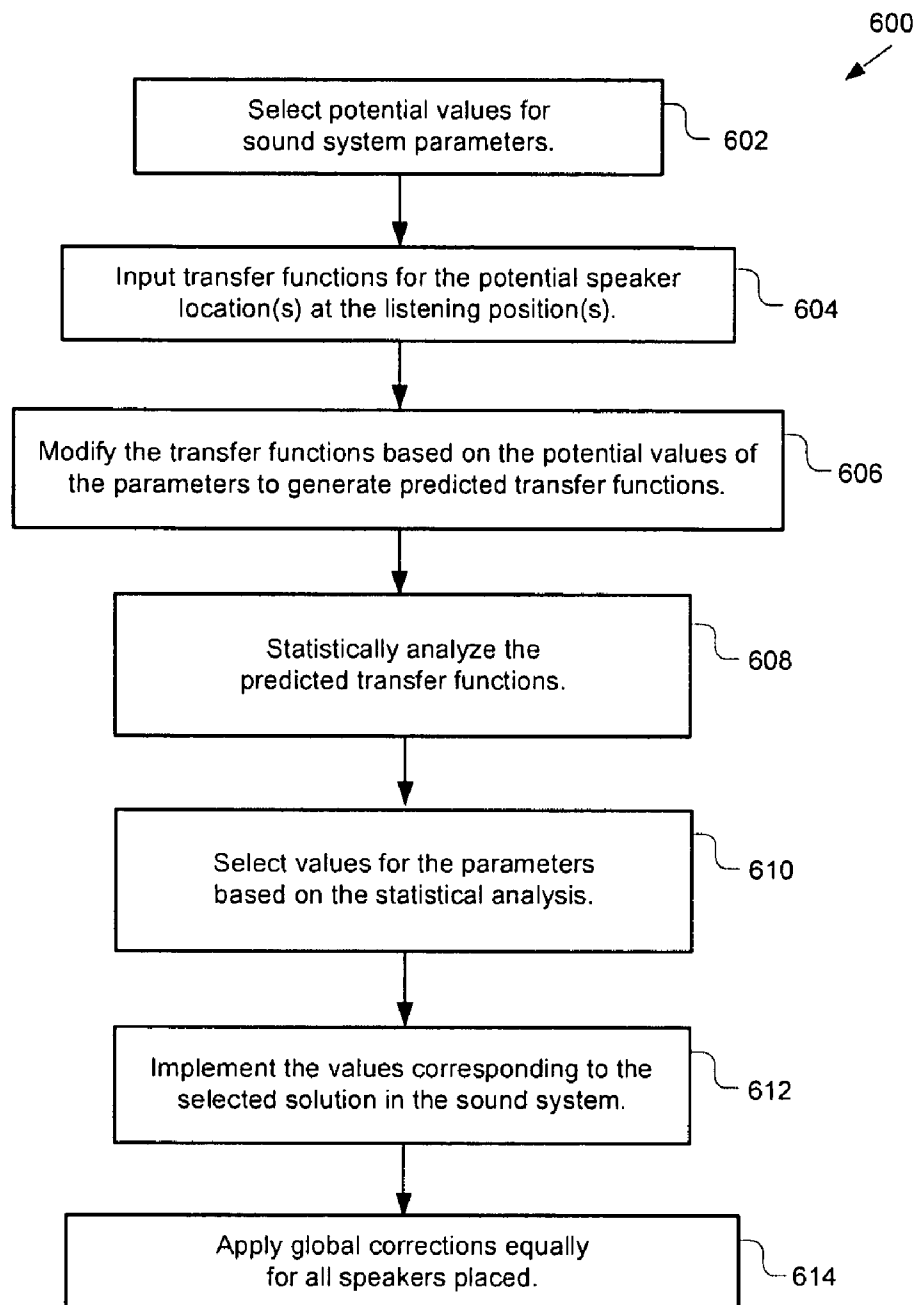 600
Select potential values for
sound system parameters.
602
Input transfer functions for the potential speaker
location(s) at the listening position(s).
604
Modify the transfer functions based on the potential values of
the parameters to generate predicted transfer functions.
606
Statistically analyze the
predicted transfer functions.
608
Select values for the parameters
based on the statistical analysis.
610
Implement the values corresponding to the
selected solution in the sound system.
612
Apply global corrections equally
for all speakers placed.
614